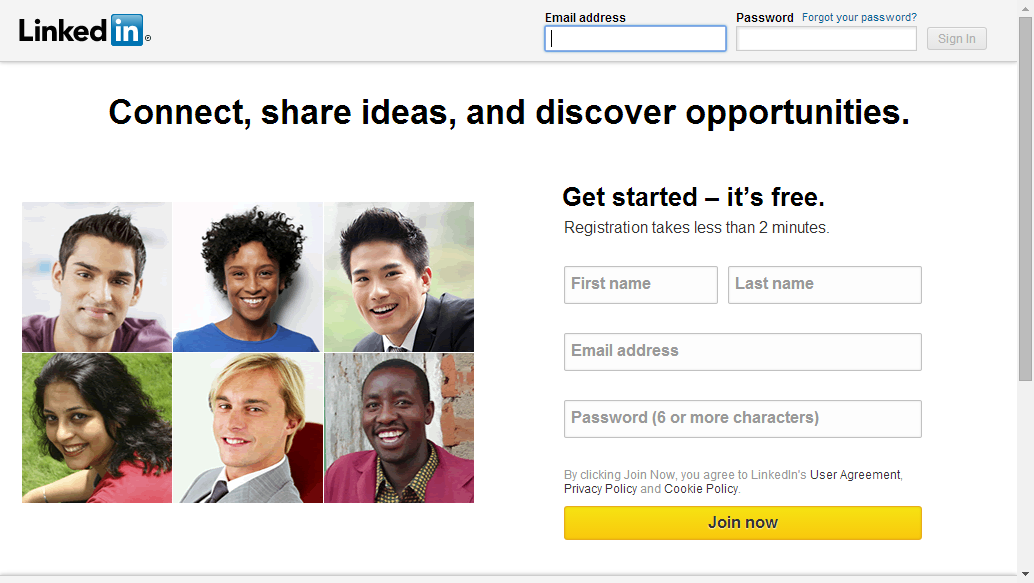 Linked in ®
Email address
Password Forgot your password?
Sign In
Connect, share ideas, and discover opportunities.
Get started – it’s free.
Registration takes less than 2 minutes.
First name Last name
Email address
Password (6 or more characters)
By clicking Join Now, you agree to LinkedIn's User Agreement,
Privacy Policy and Cookie Policy.
Join now